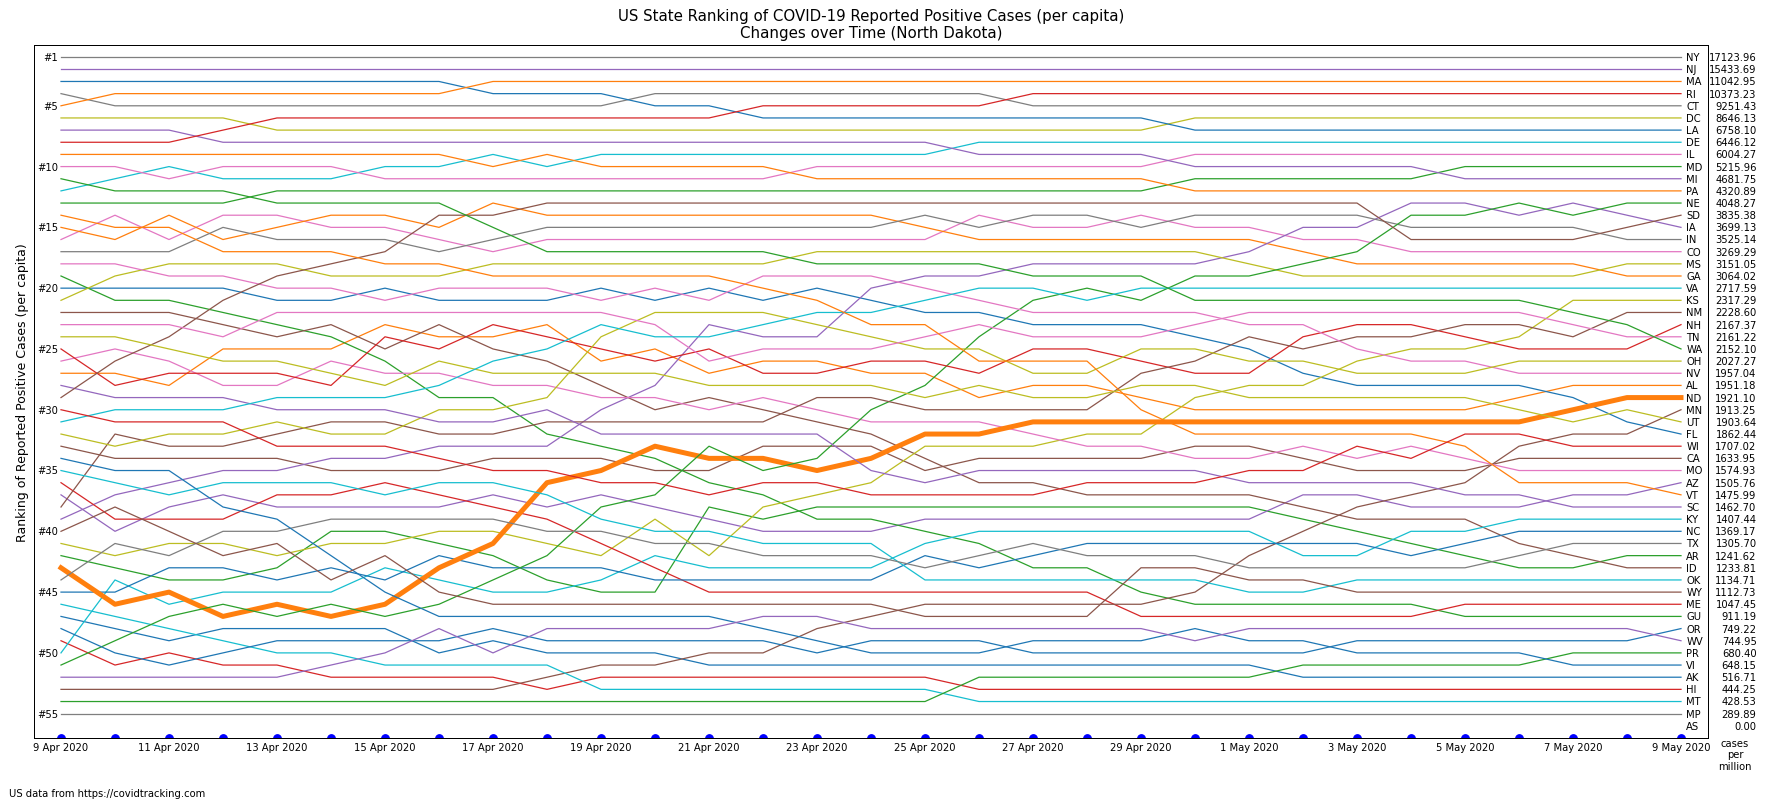 US State Ranking of COVID-19 Reported Positive Cases (per capita)
Changes over Time (North Dakota)
Ranking of Reported Positive Cases (per capita)
#1
#5
#10
#15
#20
#25
#30
#35
#40
#45
#50
#55
NY 17123.96
NJ 15433.69
MA 11042.95
RI 10373.23
CT 9251.43
DC 8646.13
LA 6758.10
DE 6446.12
IL 6004.27
MD 5215.96
MI 4681.75
PA 4320.89
NE 4048.27
SD 3835.38
IA 3699.13
IN 3525.14
CO 3269.29
MS 3151.05
GA 3064.02
VA 2717.59
KS 2317.29
NM 2228.60
NH 2167.37
TN 2161.22
WA 2152.10
OH 2027.27
NV 1957.04
AL 1951.18
ND 1921.10
MN 1913.25
UT 1903.64
FL 1862.44
WI 1707.02
CA 1633.95
MO 1574.93
AZ 1505.76
VT 1475.99
SC 1462.70
KY 1407.44
NC 1369.17
TX 1305.70
AR 1241.62
ID 1233.81
OK 1134.71
WY 1112.73
ME 1047.45
GU 911.19
OR 749.22
WV 744.95
PR 680.40
VI 648.15
AK 516.71
HI 444.25
MT 428.53
MP 289.89
AS 0.00
9 Apr 2020 11 Apr 2020 13 Apr 2020 15 Apr 2020 17 Apr 2020 19 Apr 2020 21 Apr 2020 23 Apr 2020 25 Apr 2020 27 Apr 2020 29 Apr 2020 1 May 2020 3 May 2020 5 May 2020 7 May 2020 9 May 2020
cases
per
million
US data from https://covidtracking.com